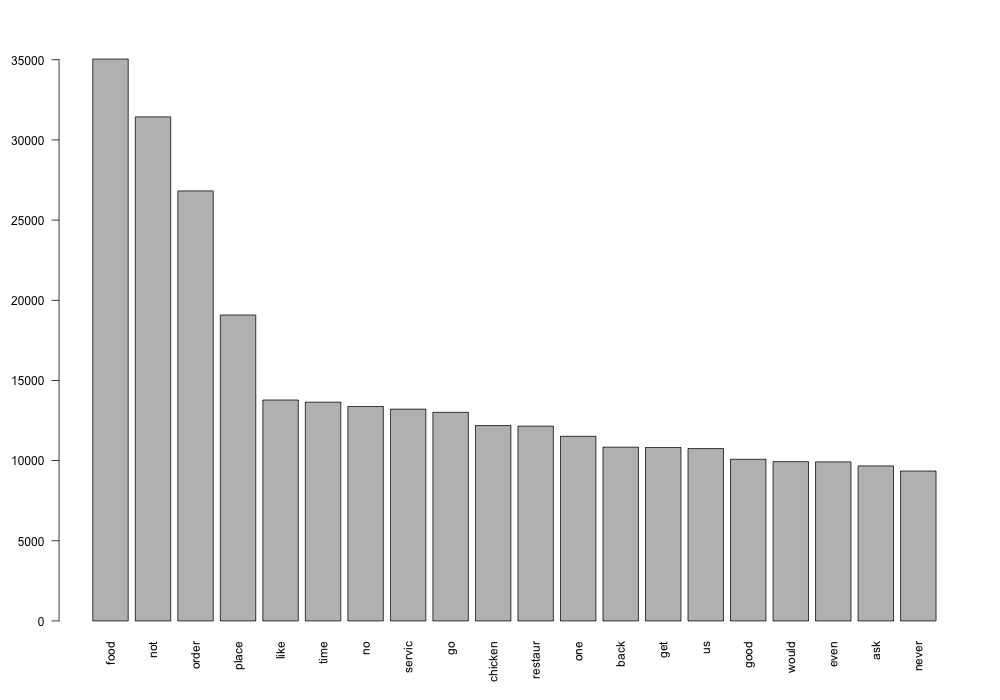 35000
30000
25000
20000
15000
10000
5000
0
food
not
order
place
like
time
no
servic
go
chicken
restaur
one
back
get
us
good
would
even
ask
never